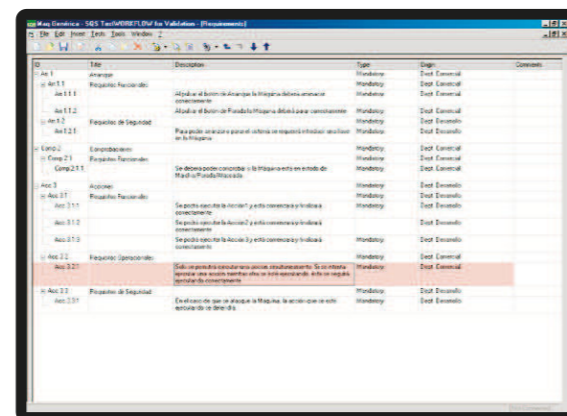 Maq Genérica - SQS TestWORKFLOW for Validation - [Requirements]
File Edit Insert Tests Tools Window ?
ID Title Description Type Origin Comments
Arr.1 Arranque Mandatory Dept. Comercial
Arr.1.1 Requisitos Funcionales Mandatory Dept. Comercial
Arr.1.1.1 Al pulsar el botón de Arranque la Máquina deberá arrancar Mandatory Dept. Comercial
correctamente
Arr.1.1.2 Al pulsar el botón de Parada la Máquina deberá parar correctamente Mandatory Dept. Comercial
Arr.1.2 Requisitos de Seguridad Mandatory Dept. Comercial
Arr.1.2.1 Para poder arrancar y parar el sistema se requerirá introducir una llave Mandatory Dept. Desarrollo
en la Máquina
Comp.2 Comprobaciones Mandatory Dept. Comercial
Comp.2.1 Requisitos Funcionales Mandatory Dept. Comercial
Comp.2.1.1 Se deberá poder comprobar si la Máquina está en estado de Mandatory Dept. Comercial
Marcha/Parada/Atascada
Acc.3 Acciones Mandatory Dept. Desarrollo
Acc.3.1 Requisitos Funcionales Mandatory Dept. Desarrollo
Acc.3.1.1 Se podrá ejecutar la Acción1 y ésta comenzará y finalizará Mandatory Dept. Desarrollo
correctamente
Acc.3.1.2 Se podrá ejecutar la Acción2 y ésta comenzará y finalizará Dept. Desarrollo
correctamente
Acc.3.1.3 Se podrá ejecutar la Acción 3 y ésta comenzará y finalizará Mandatory Dept. Desarrollo
correctamente
Acc.3.2 Requisitos Operacionales Mandatory Dept. Desarrollo
Acc.3.2.1 Solo se permitirá ejecutar una acción simultáneamente. Si se intenta Mandatory Dept. Comercial
ejecutar una acción mientras otra se está ejecutando, ésta se seguirá
ejecutando correctamente
Acc.3.3 Requisitos de Seguridad Mandatory Dept. Desarrollo
Acc.3.3.1 En el caso de que se atasque la Máquina, la acción que se esté Mandatory Dept. Desarrollo
ejecutando se detendrá